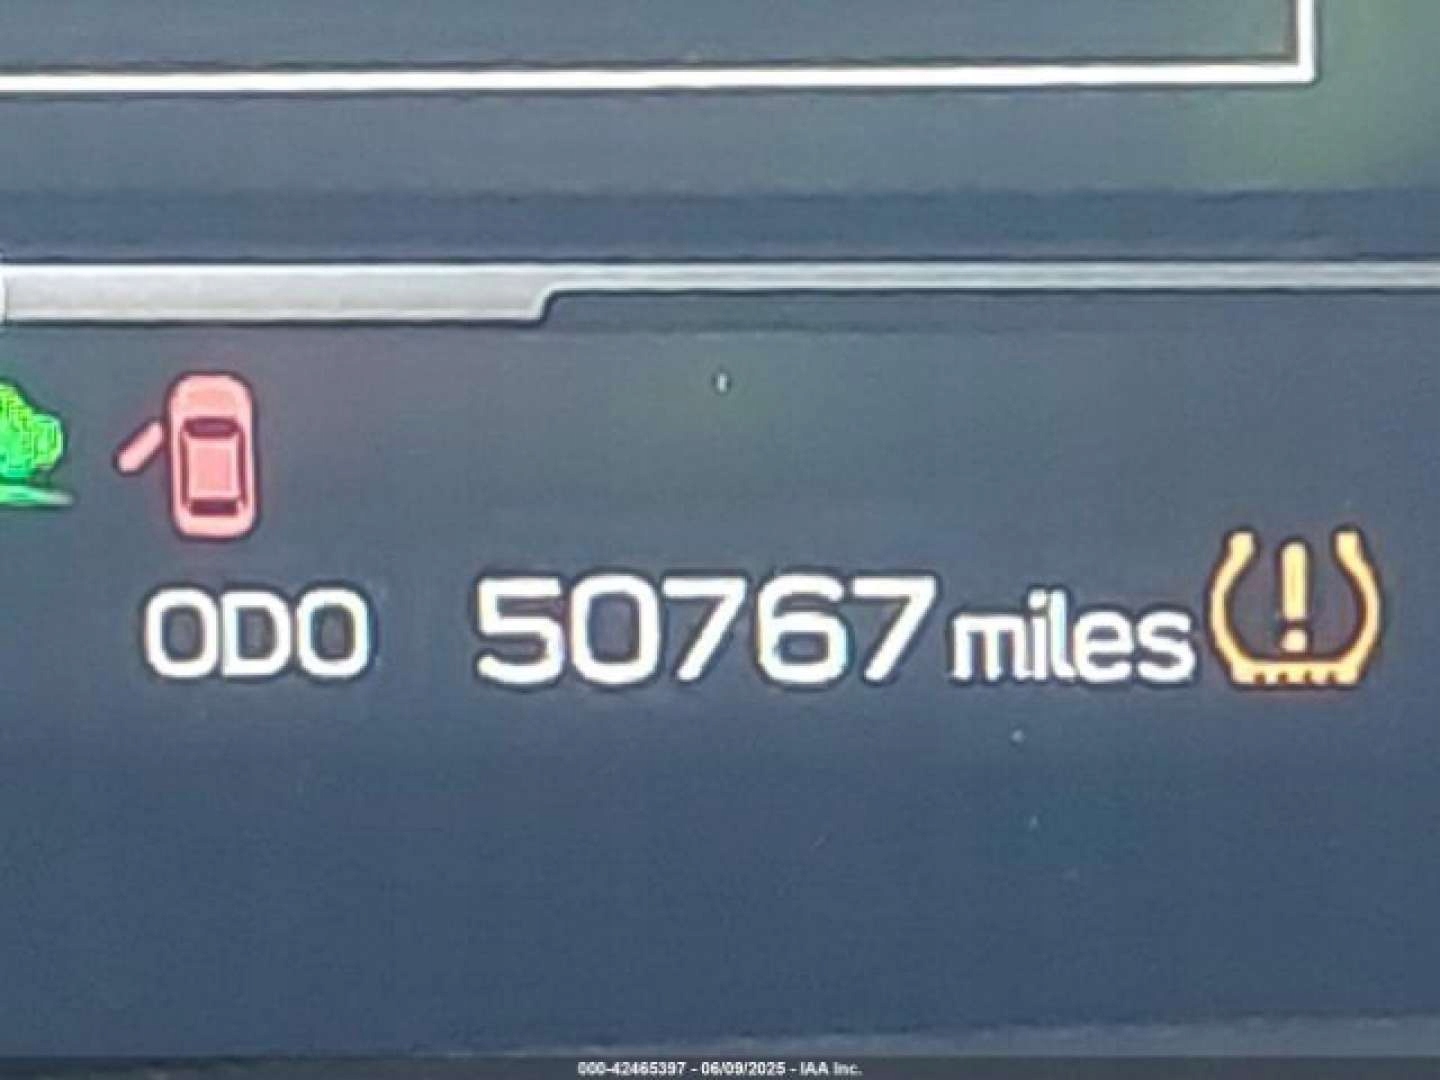 ODO 50767 miles
000-42465397 - 06/09/2025 - IAA Inc.